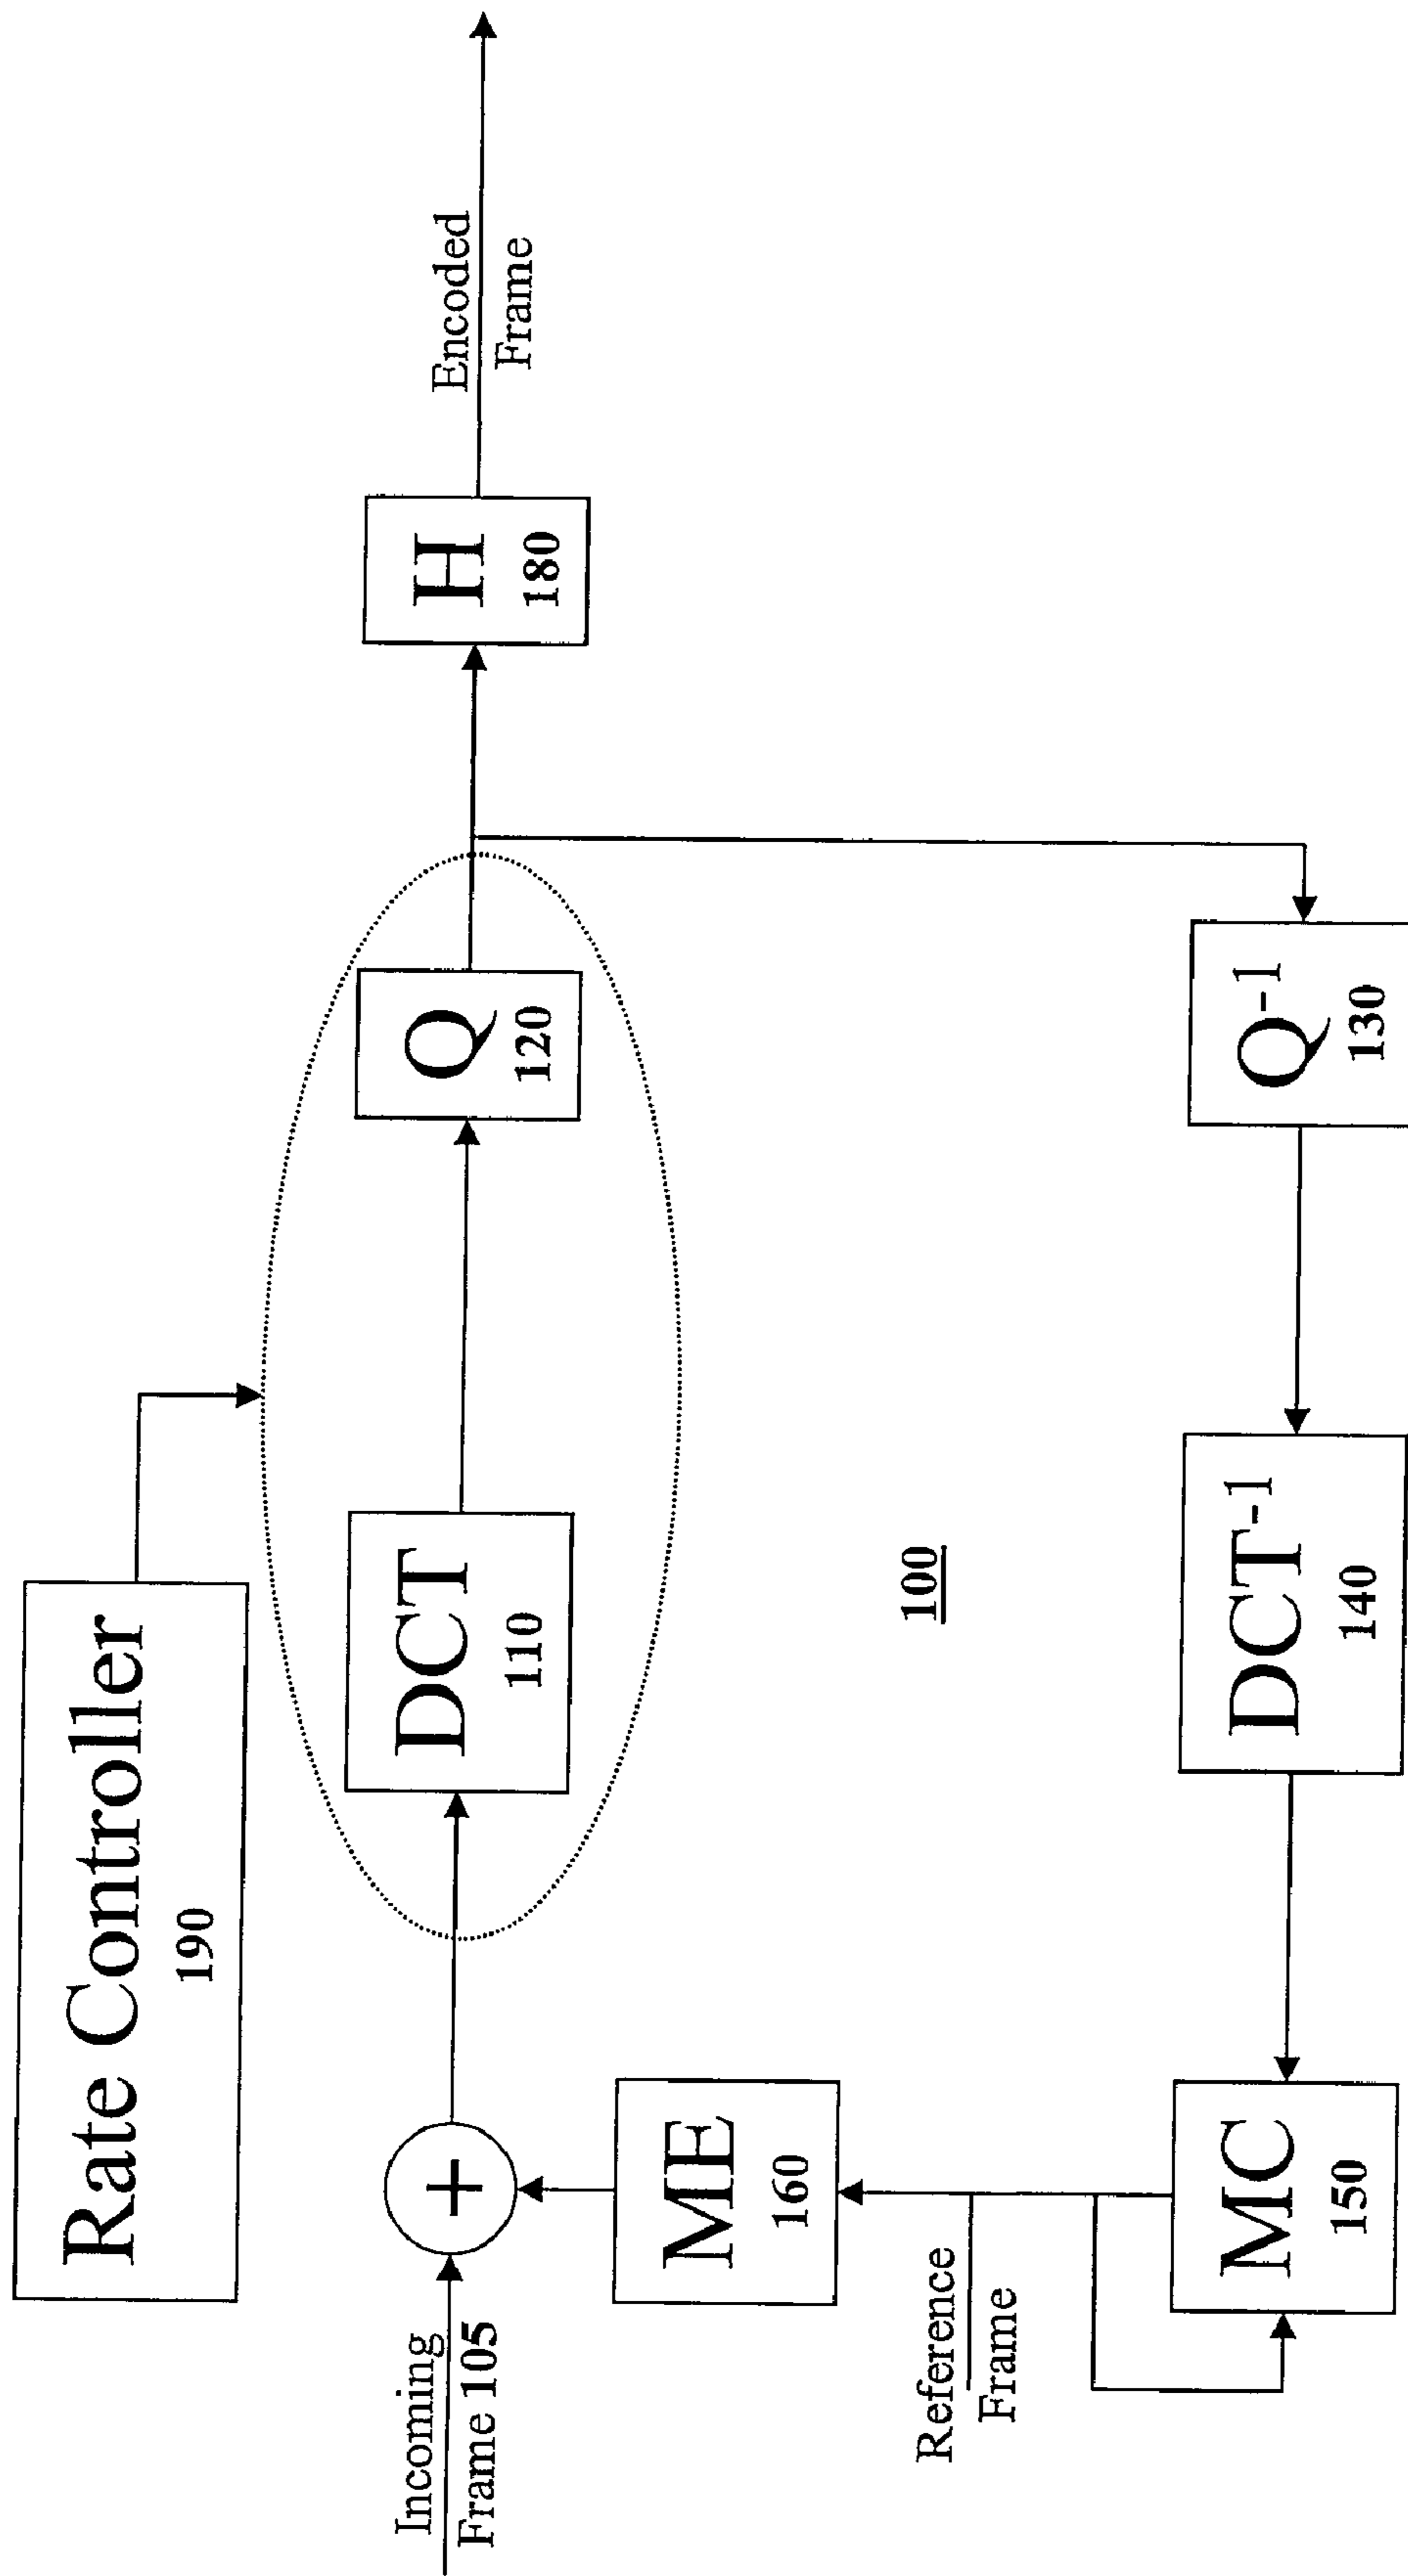 Rate Controller
190
Incoming
Frame 105
+
DCT
110
Q
120
H
180
Encoded
Frame
ME
160
100
Reference
Frame
MC
150
DCT-1
140
Q-1
130